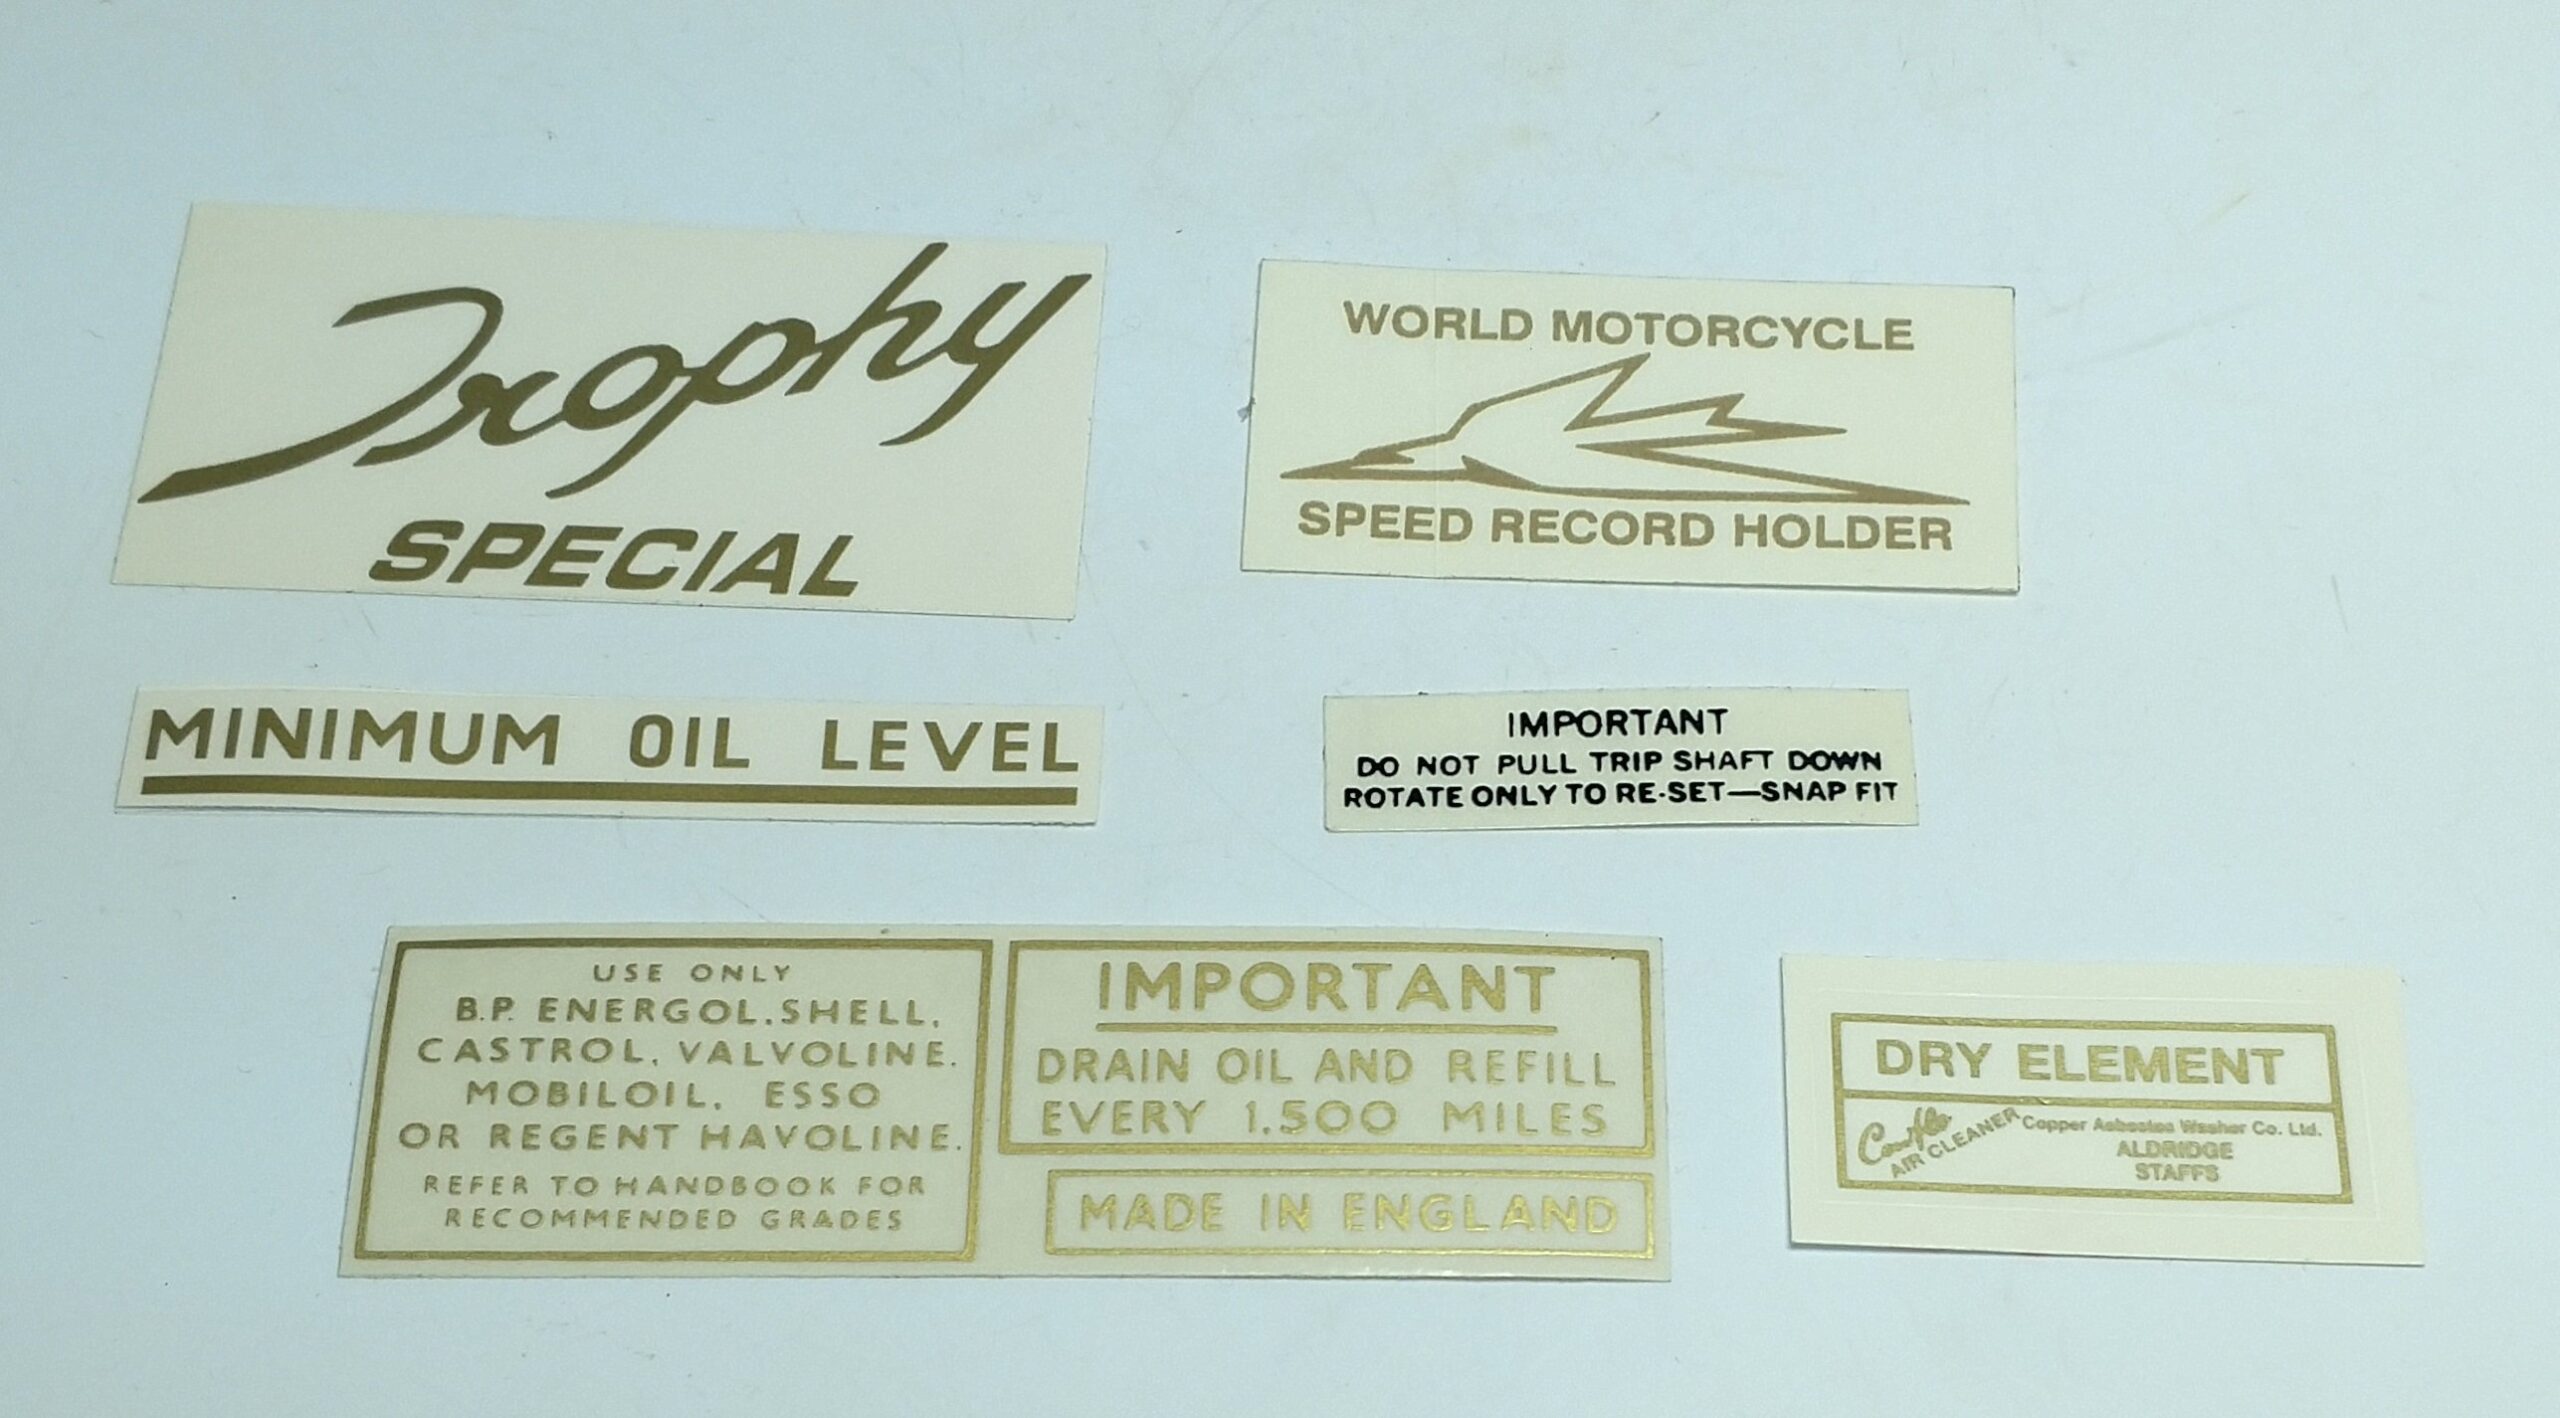 Trophy
SPECIAL
WORLD MOTORCYCLE
SPEED RECORD HOLDER
MINIMUM OIL LEVEL
IMPORTANT
DO NOT PULL TRIP SHAFT DOWN
ROTATE ONLY TO RE-SET—SNAP FIT
USE ONLY
B.P. ENERGOL. SHELL,
CASTROL, VALVOLINE.
MOBILOIL, ESSO
OR REGENT HAVOLINE.
REFER TO HANDBOOK FOR
RECOMMENDED GRADES
IMPORTANT
DRAIN OIL AND REFILL
EVERY 1.500 MILES
MADE IN ENGLAND
DRY ELEMENT
AIR CLEANER
Copper Asbestos Washer Co. Ltd.
ALDRIDGE
STAFFS